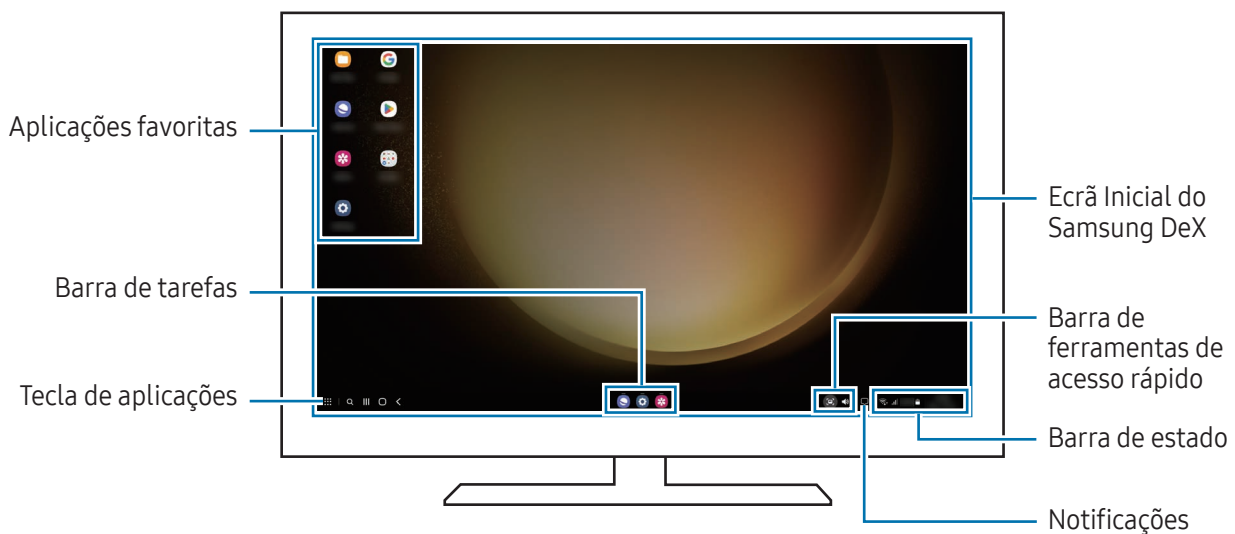 Aplicações favoritas
Barra de tarefas
Tecla de aplicações
Ecrã Inicial do
Samsung DeX
Barra de
ferramentas de
acesso rápido
Barra de estado
Notificações